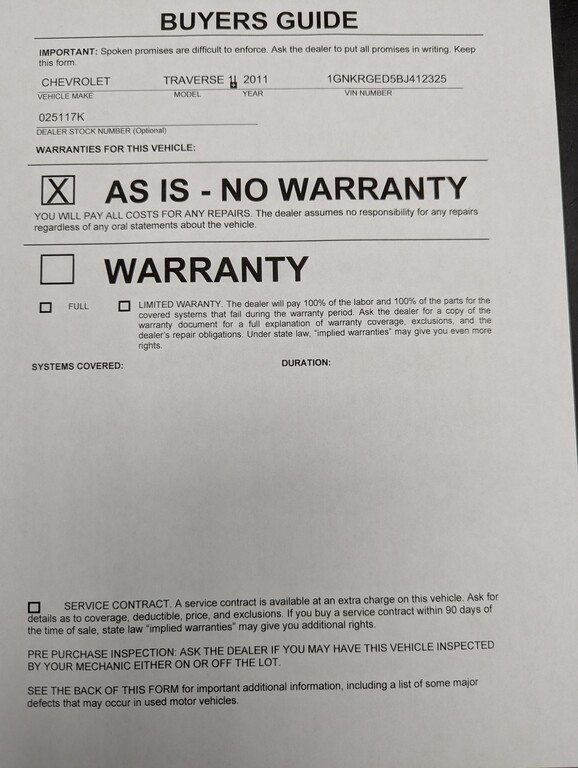 BUYERS GUIDE
IMPORTANT: Spoken promises are difficult to enforce. Ask the dealer to put all promises in writing. Keep
this form.
CHEVROLET TRAVERSE 1L 2011 1GNKRGED5BJ412325
VEHICLE MAKE MODEL YEAR VIN NUMBER
025117K
DEALER STOCK NUMBER (Optional)
WARRANTIES FOR THIS VEHICLE:
X AS IS - NO WARRANTY
YOU WILL PAY ALL COSTS FOR ANY REPAIRS. The dealer assumes no responsibility for any repairs
regardless of any oral statements about the vehicle.
WARRANTY
FULL LIMITED WARANTY. The dealer will pay 100% of the labor and 100% of the parts for the
covered systems that fail during the warranty period. Ask the dealer for a copy of the
warranty document for a full explanation of warranty coverage, exclusions, and the
dealer's repair obligations. Under state law, "implied warranties" may give you even more
rights.
SYSTEMS COVERED: DURATION:
SERVICE CONTRACT. A service contract is available at an extra charge on this vehicle. Ask for
details as to coverage, deductible, price, and exclusions. If you buy a service contract within 90 days of
the time of sale, state law "implied warranties" may give you additional rights.
PRE PURCHASE INSPECTION: ASK THE DEALER IF YOU MAY HAVE THIS VEHICLE INSPECTED
BY YOUR MECHANIC EITHER ON OR OFF THE LOT.
SEE THE BACK OF THIS FORM for important additional information, including a list of some major
defects that may occur in used motor vehicles.